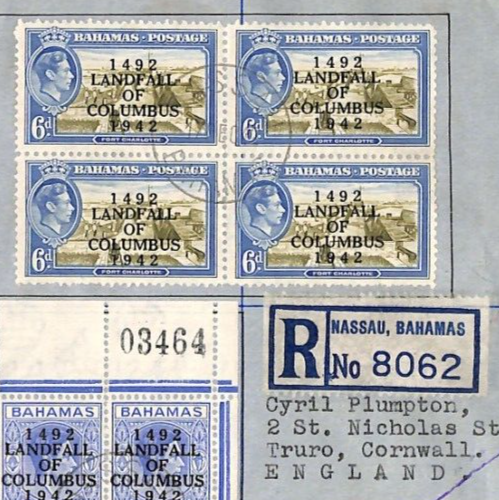 BAHAMAS - POSTAGE
1492
LANDFALL
OF
COLUMBUS
1942
6d
FORT CHARLOTTE
BAHAMAS - POSTAGE
1492
LANDFALL
OF
COLUMBUS
1942
6d
FORT CHARLOTTE
BAHAMAS - POSTAGE
1492
LANDFALL
OF
COLUMBUS
1942
6d
FORT CHARLOTTE
BAHAMAS - POSTAGE
1492
LANDFALL
OF
COLUMBUS
1942
6d
FORT CHARLOTTE
03464
BAHAMAS
1492
LANDFALL
OF
COLUMBUS
1942
BAHAMAS
1492
LANDFALL
OF
COLUMBUS
1942
R
NASSAU, BAHAMAS
No 8062
Cyril Plumpton,
2 St. Nicholas St
Truro, Cornwall.
ENGLAND.